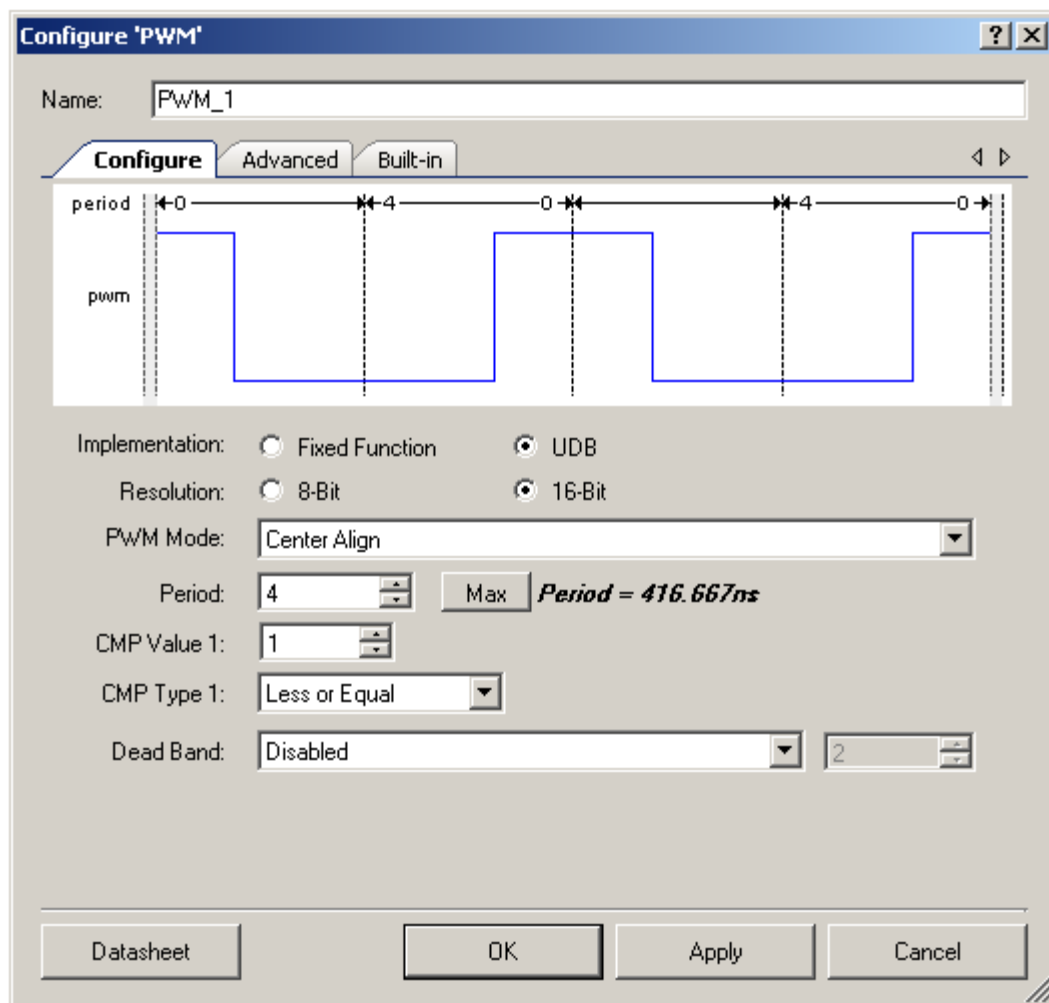 Configure 'PWM'
Name: PWM_1
Configure Advanced Built-in
period 0 4 0 4 0
pwm
Implementation: Fixed Function UDB
Resolution: 8-Bit 16-Bit
PWM Mode: Center Align
Period: 4 Max Period = 416.667ns
CMP Value 1: 1
CMP Type 1: Less or Equal
Dead Band: Disabled 2
Datasheet OK Apply Cancel